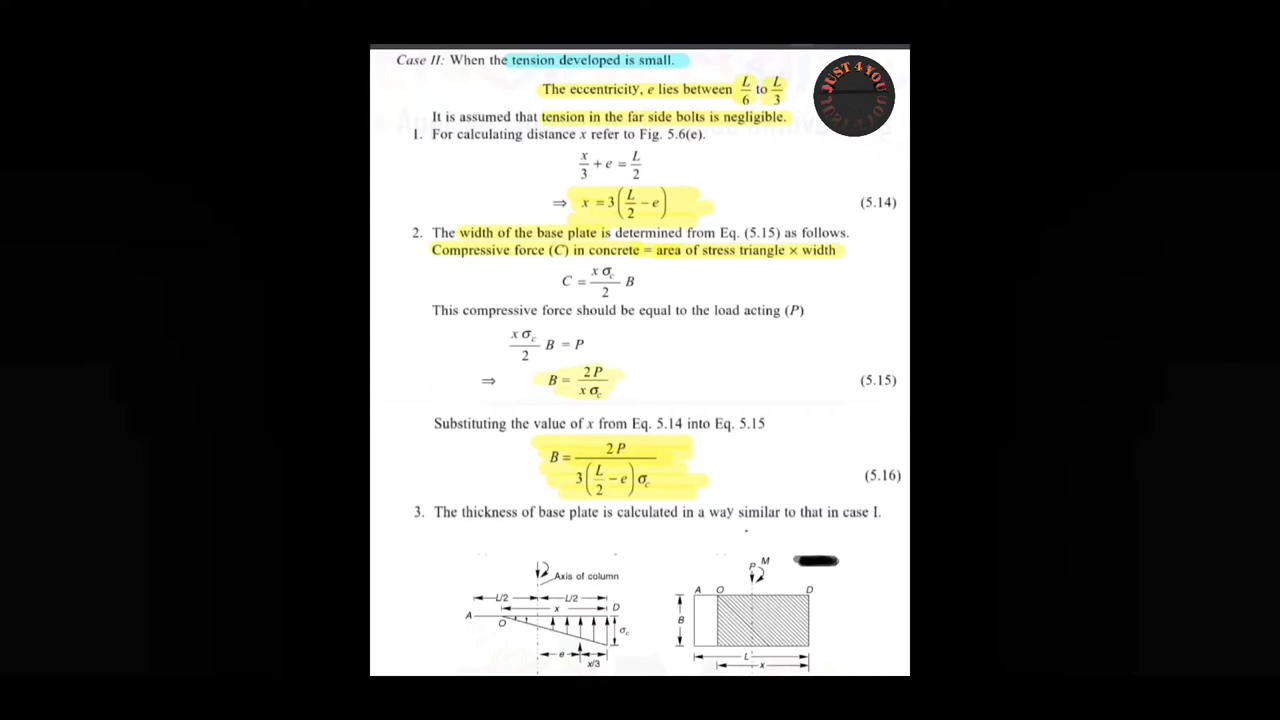 Case II: When the tension developed is small.
The eccentricity, e lies between L/6 to L/3
It is assumed that tension in the far side bolts is negligible.
1. For calculating distance x refer to Fig. 5.6(e).
x/3 + e = L/2
⇒ x = 3(L/2 − e) (5.14)
2. The width of the base plate is determined from Eq. (5.15) as follows.
Compressive force (C) in concrete = area of stress triangle × width
C = x σc/2 B
This compressive force should be equal to the load acting (P)
x σc/2 B = P
⇒ B = 2P/x σc (5.15)
Substituting the value of x from Eq. 5.14 into Eq. 5.15
B = 2P/3(L/2 − e)σc (5.16)
3. The thickness of base plate is calculated in a way similar to that in case I.
Axis of column
L/2 L/2
x D
A O σc
e x/3
P M
A O D
B
L
x
JUST 4 YOU